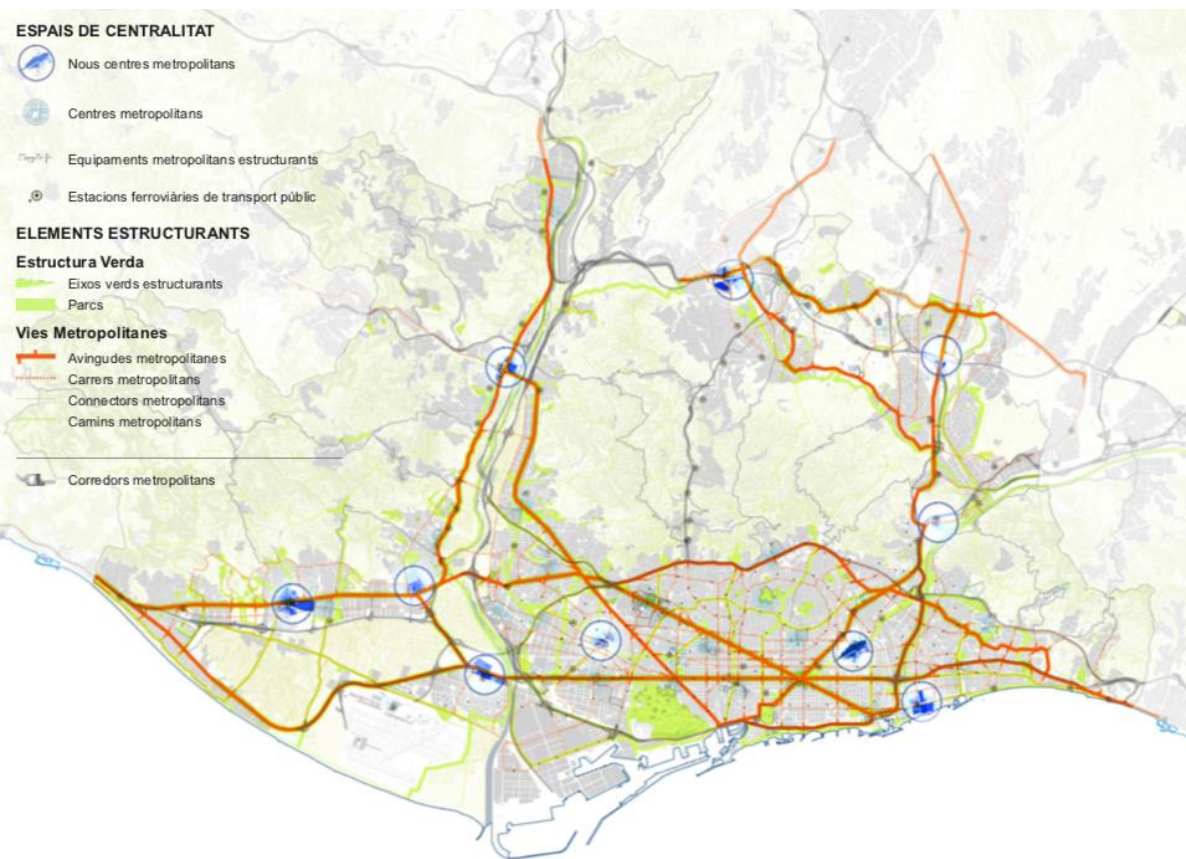 ESPAIS DE CENTRALITAT
Nous centres metropolitans
Centres metropolitans
Equipaments metropolitans estructurants
Estacions ferroviàries de transport públic
ELEMENTS ESTRUCTURANTS
Estructura Verda
Eixos verds estructurants
Parcs
Vies Metropolitanes
Avingudes metropolitanes
Carrers metropolitans
Connectors metropolitans
Camins metropolitans
Corredors metropolitans